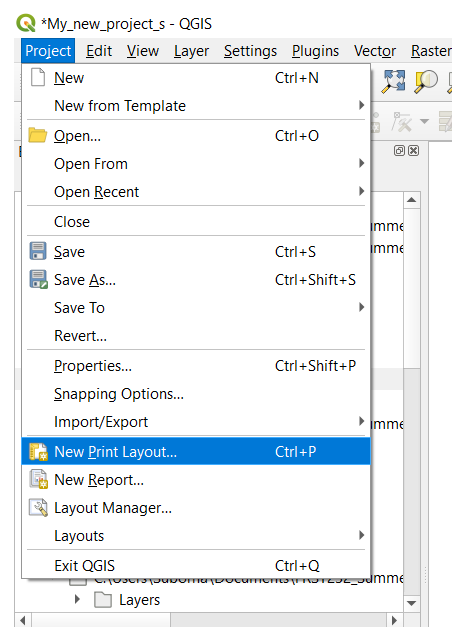 *My_new_project_s - QGIS
Project Edit View Layer Settings Plugins Vector Raster
New Ctrl+N
New from Template
Open... Ctrl+O
Open From
Open Recent
Close
Save Ctrl+S
Save As... Ctrl+Shift+S
Save To
Revert...
Properties... Ctrl+Shift+P
Snapping Options...
Import/Export
New Print Layout... Ctrl+P
New Report...
Layout Manager...
Layouts
Exit QGIS Ctrl+Q
Layers